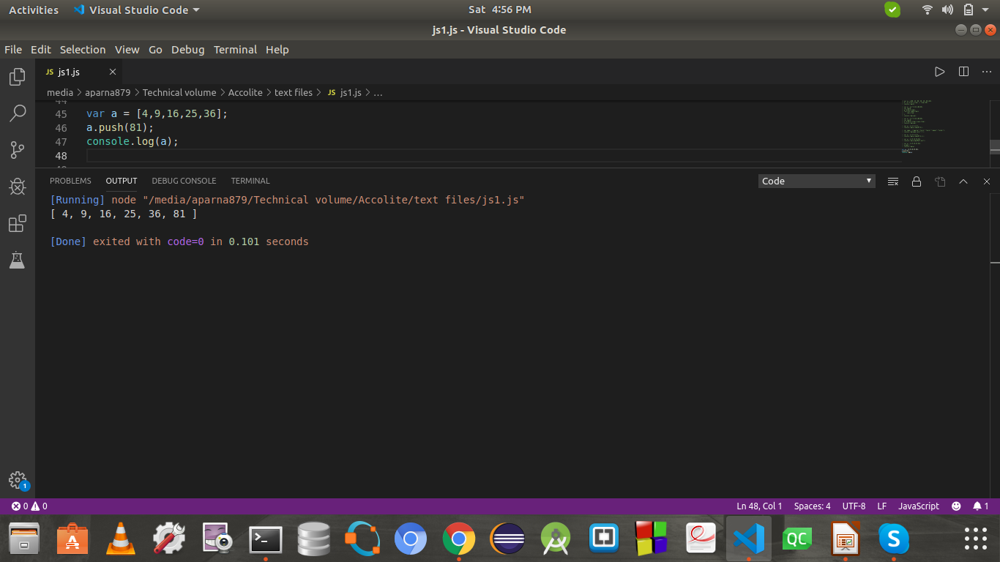 Activities Visual Studio Code Sat 4:56 PM
js1.js - Visual Studio Code
File Edit Selection View Go Debug Terminal Help
JS js1.js
media > aparna879 > Technical volume > Accolite > text files > JS js1.js > ...
44
45 var a = [4,9,16,25,36];
46 a.push(81);
47 console.log(a);
48
PROBLEMS OUTPUT DEBUG CONSOLE TERMINAL Code
[Running] node "/media/aparna879/Technical volume/Accolite/text files/js1.js"
[ 4, 9, 16, 25, 36, 81 ]
[Done] exited with code=0 in 0.101 seconds
1
0 0 Ln 48, Col 1 Spaces: 4 UTF-8 LF JavaScript 1
A >_ QC S